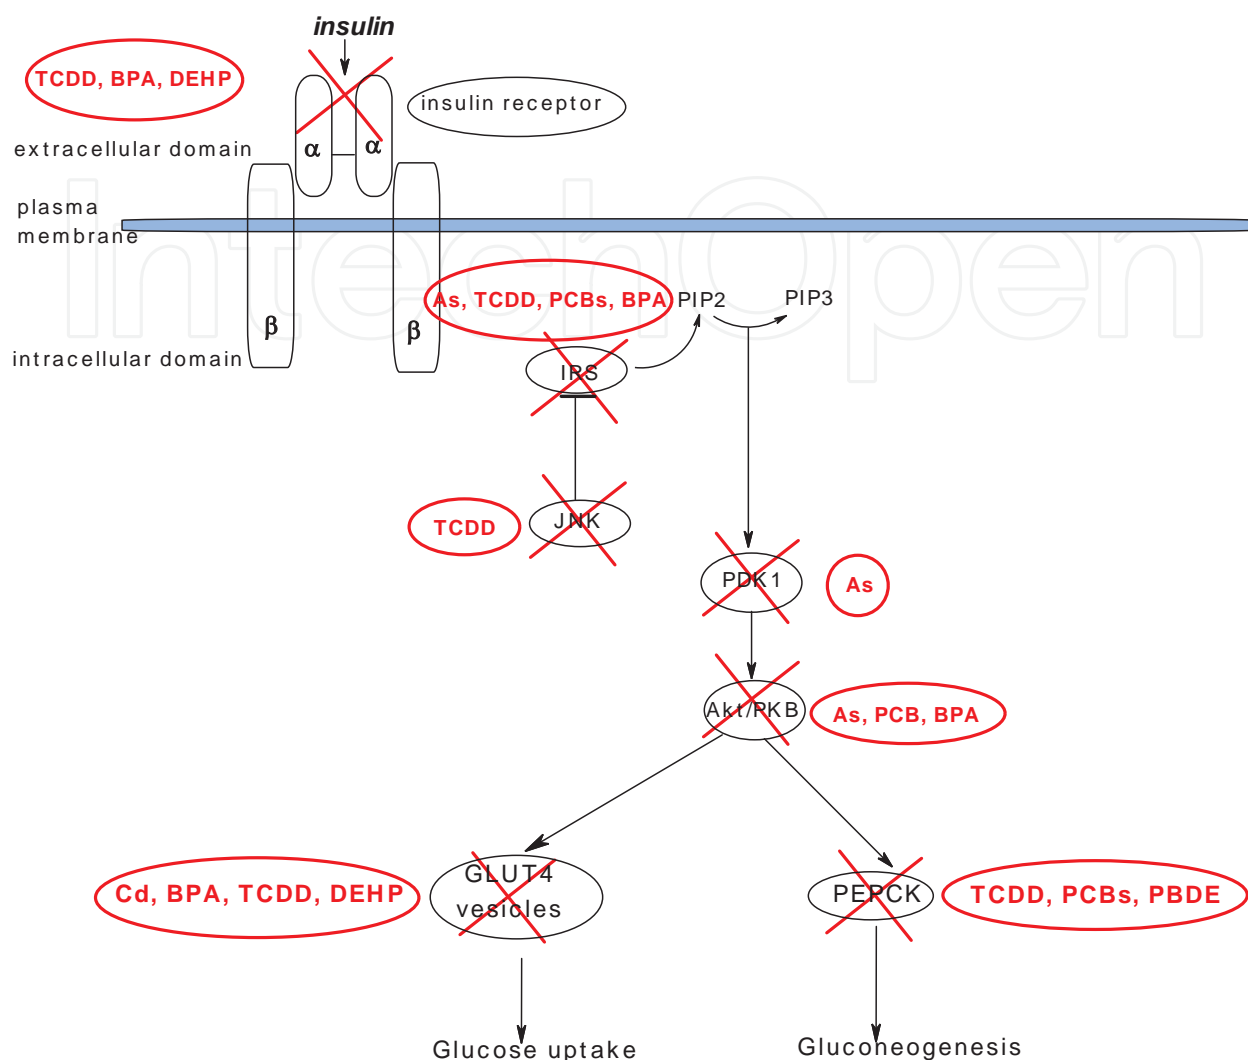 insulin
TCDD, BPA, DEHP
insulin receptor
extracellular domain
α
α
plasma
membrane
IntechOpen
As, TCDD, PCBs, BPA
PIP2
PIP3
β
β
intracellular domain
IRS
TCDD
JNK
PDK1
As
Akt/PKB
As, PCB, BPA
GLUT4
vesicles
Cd, BPA, TCDD, DEHP
PEPCK
TCDD, PCBs, PBDE
Glucose uptake
Gluconeogenesis